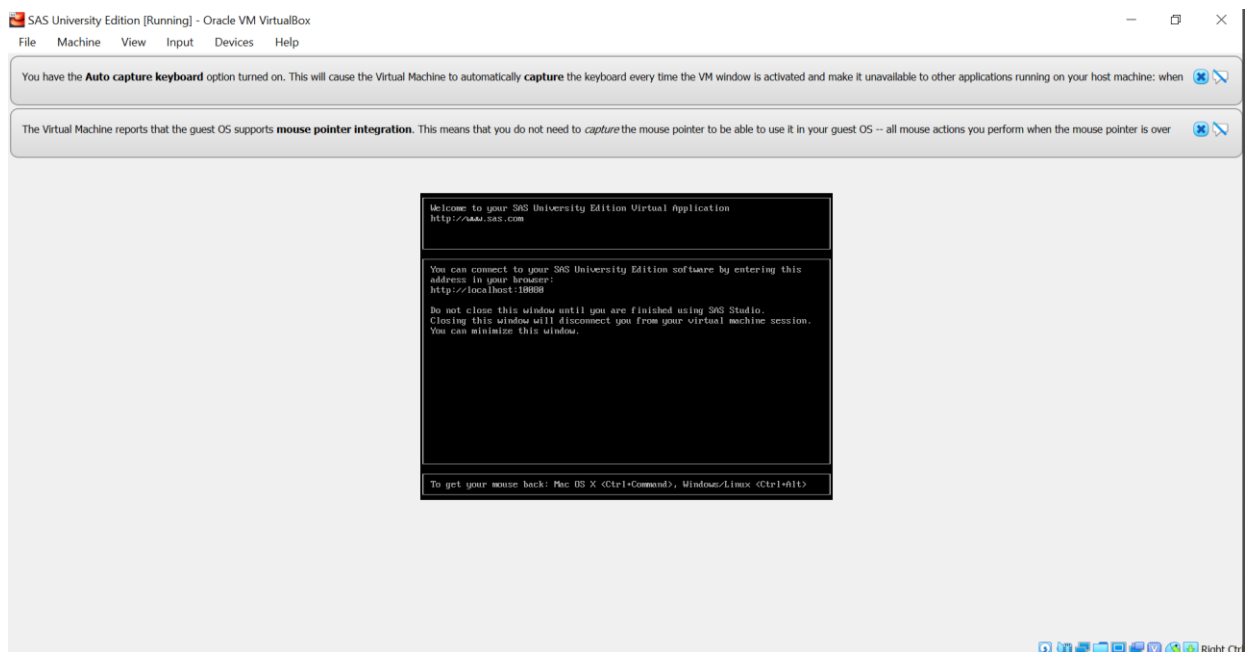 SAS University Edition [Running] - Oracle VM VirtualBox
File Machine View Input Devices Help
You have the Auto capture keyboard option turned on. This will cause the Virtual Machine to automatically capture the keyboard every time the VM window is activated and make it unavailable to other applications running on your host machine: when
The Virtual Machine reports that the guest OS supports mouse pointer integration. This means that you do not need to capture the mouse pointer to be able to use it in your guest OS -- all mouse actions you perform when the mouse pointer is over
Welcome to your SAS University Edition Virtual Application
http://www.sas.com
You can connect to your SAS University Edition software by entering this
address in your browser:
http://localhost:10080
Do not close this window until you are finished using SAS Studio.
Closing this window will disconnect you from your virtual machine session.
You can minimize this window.
To get your mouse back: Mac OS X <Ctrl+Command>, Windows/Linux <Ctrl+Alt>
Right Ctrl